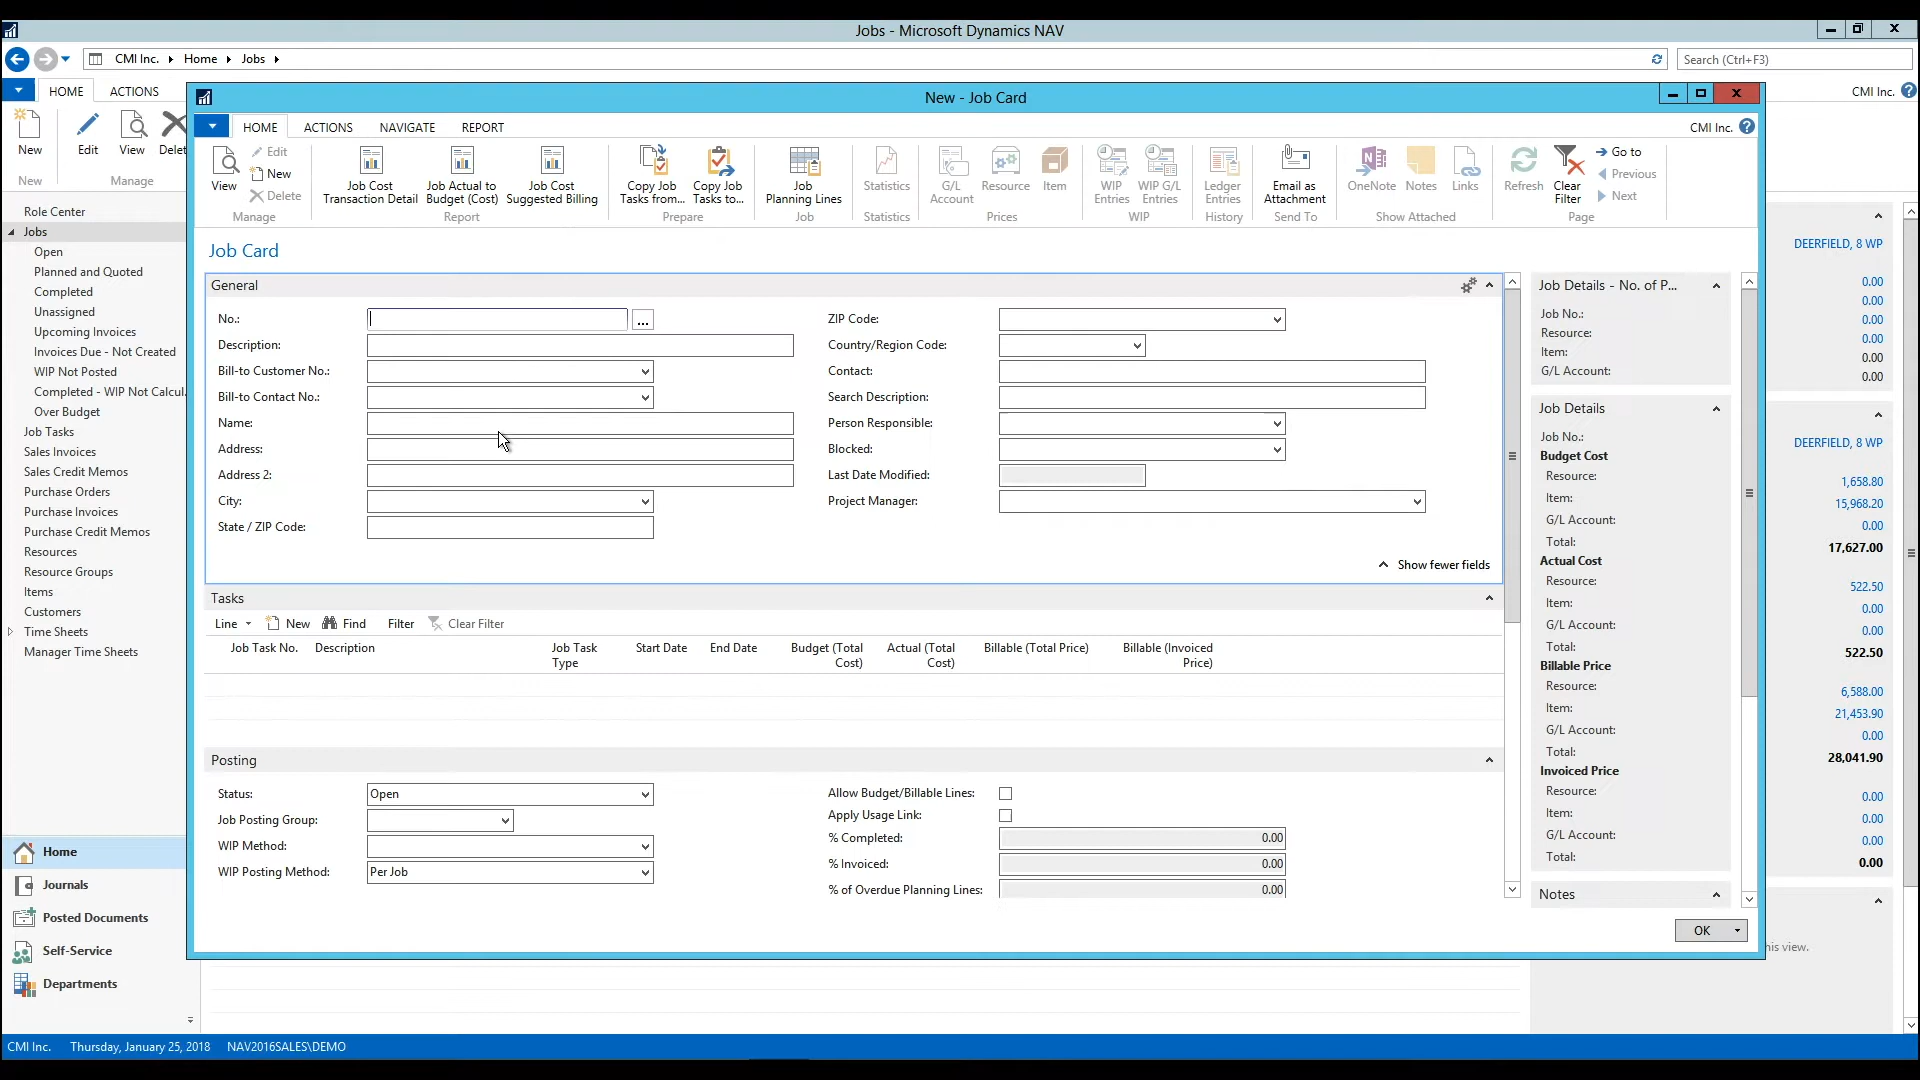 Jobs - Microsoft Dynamics NAV
CMI Inc. Home Jobs
Search (Ctrl+F3)
HOME ACTIONS
CMI Inc.
New
Edit
View
Delet
New
Manage
New - Job Card
HOME ACTIONS NAVIGATE REPORT
CMI Inc.
View
Edit
New
Delete
Manage
Job Cost Transaction Detail
Job Actual to Budget (Cost)
Job Cost Suggested Billing
Report
Copy Job Tasks from...
Copy Job Tasks to...
Prepare
Job Planning Lines
Job
Statistics
Statistics
G/L Account
Resource
Item
Prices
WIP Entries
WIP G/L Entries
WIP
Ledger Entries
History
Email as Attachment
Send To
OneNote
Notes
Links
Show Attached
Refresh
Clear Filter
Go to
Previous
Next
Page
Role Center
Jobs
Open
Planned and Quoted
Completed
Unassigned
Upcoming Invoices
Invoices Due - Not Created
WIP Not Posted
Completed - WIP Not Calcul.
Over Budget
Job Tasks
Sales Invoices
Sales Credit Memos
Purchase Orders
Purchase Invoices
Purchase Credit Memos
Resources
Resource Groups
Items
Customers
Time Sheets
Manager Time Sheets
Home
Journals
Posted Documents
Self-Service
Departments
Job Card
General
No.:
...
Description:
Bill-to Customer No.:
Bill-to Contact No.:
Name:
Address:
Address 2:
City:
State / ZIP Code:
ZIP Code:
Country/Region Code:
Contact:
Search Description:
Person Responsible:
Blocked:
Last Date Modified:
Project Manager:
Show fewer fields
Tasks
Line New Find Filter Clear Filter
Job Task No. Description Job Task Type Start Date End Date Budget (Total Cost) Actual (Total Cost) Billable (Total Price) Billable (Invoiced Price)
Posting
Status: Open
Job Posting Group:
WIP Method:
WIP Posting Method: Per Job
Allow Budget/Billable Lines:
Apply Usage Link:
% Completed: 0.00
% Invoiced: 0.00
% of Overdue Planning Lines: 0.00
Job Details - No. of P...
Job No.:
Resource:
Item:
G/L Account:
Job Details
Job No.:
Budget Cost
Resource:
Item:
G/L Account:
Total:
Actual Cost
Resource:
Item:
G/L Account:
Total:
Billable Price
Resource:
Item:
G/L Account:
Total:
Invoiced Price
Resource:
Item:
G/L Account:
Total:
Notes
OK
DEERFIELD, 8 WP
0.00
0.00
0.00
0.00
0.00
0.00
DEERFIELD, 8 WP
1,658.80
15,968.20
0.00
17,627.00
522.50
0.00
0.00
522.50
6,588.00
21,453.90
0.00
28,041.90
0.00
0.00
0.00
0.00
his view.
CMI Inc. Thursday, January 25, 2018 NAV2016SALES\DEMO